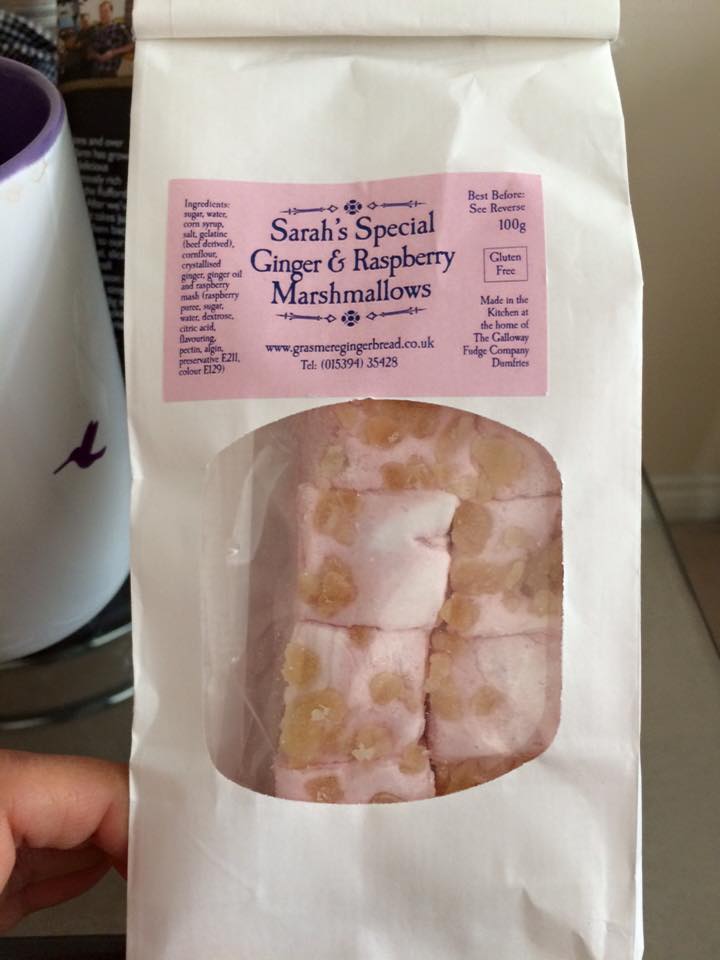 Ingredients:
sugar, water,
corn syrup,
salt, gelatine
(beef derived),
cornflour,
crystallised
ginger, ginger oil
and raspberry
mash (raspberry
puree, sugar,
water, dextrose,
citric acid,
flavouring,
pectin, algin,
preservative E211,
colour E129)
Sarah's Special
Ginger & Raspberry
Marshmallows
www.grasmeregingerbread.co.uk
Tel: (015394) 35428
Best Before:
See Reverse
100g
Gluten
Free
Made in the
Kitchen at
the home of
The Galloway
Fudge Company
Dumfries